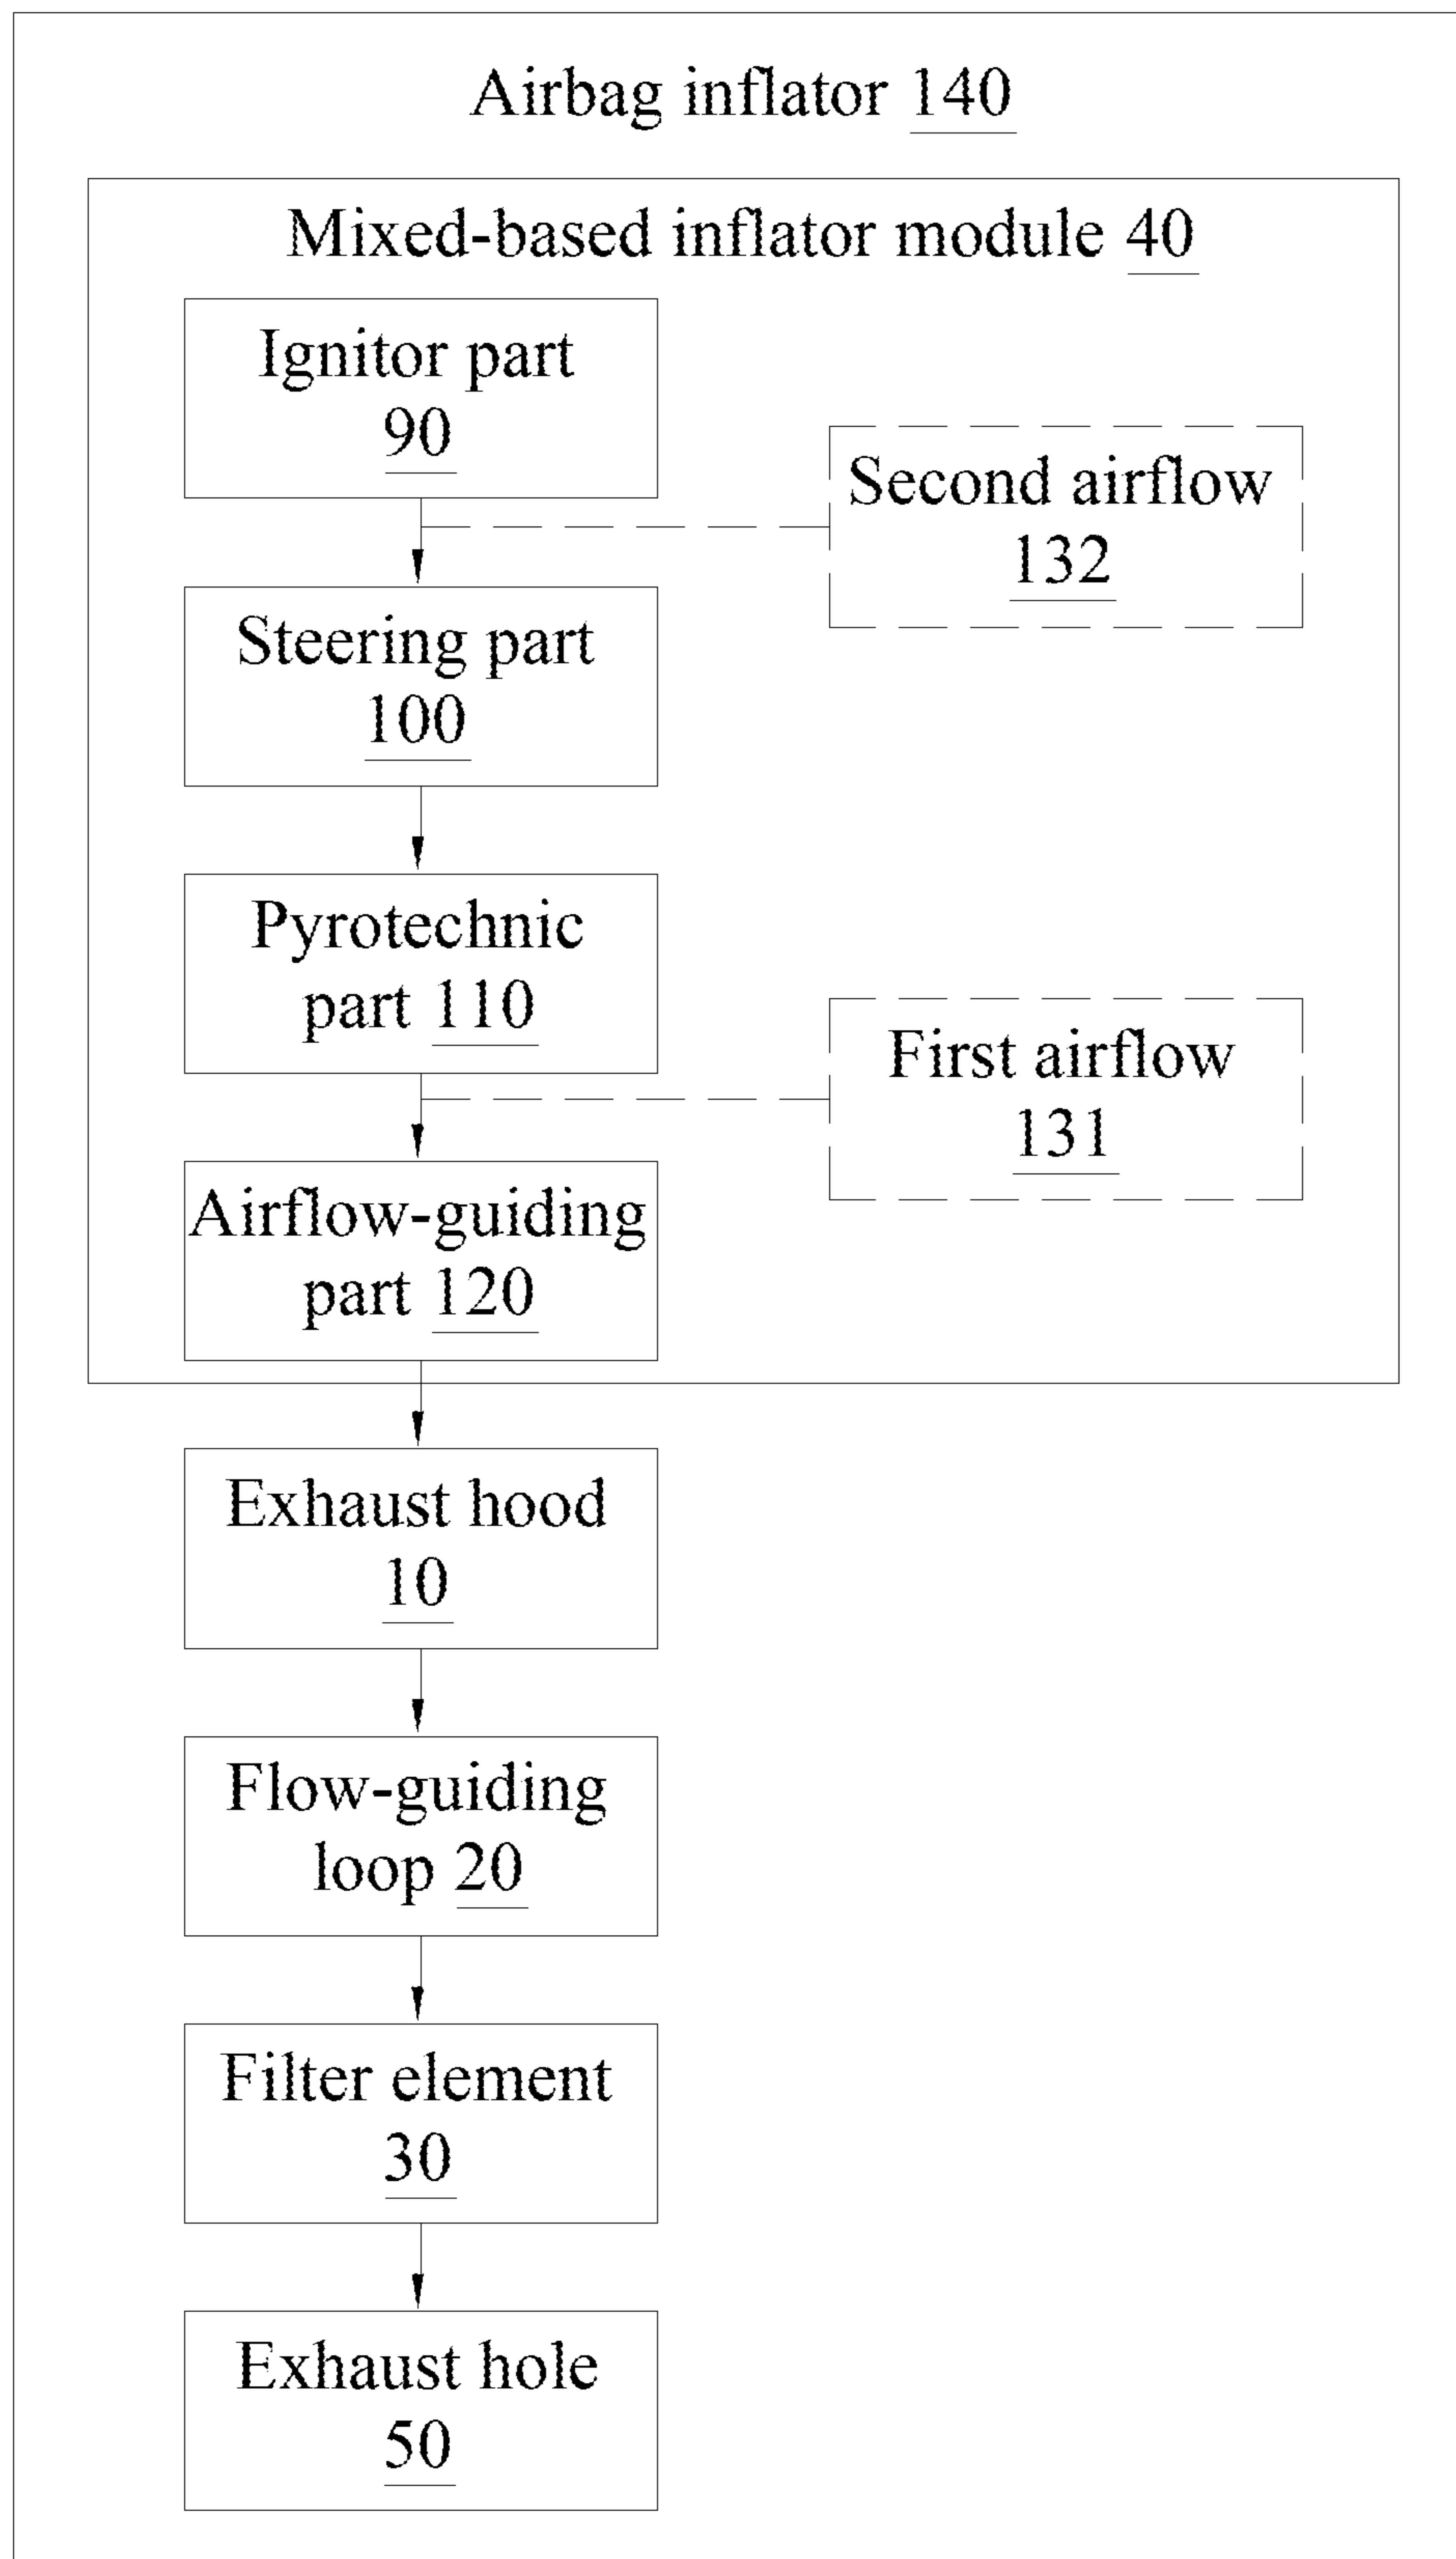 Airbag inflator 140
Mixed-based inflator module 40
Ignitor part
90
Second airflow
132
Steering part
100
Pyrotechnic
part 110
First airflow
131
Airflow-guiding
part 120
Exhaust hood
10
Flow-guiding
loop 20
Filter element
30
Exhaust hole
50